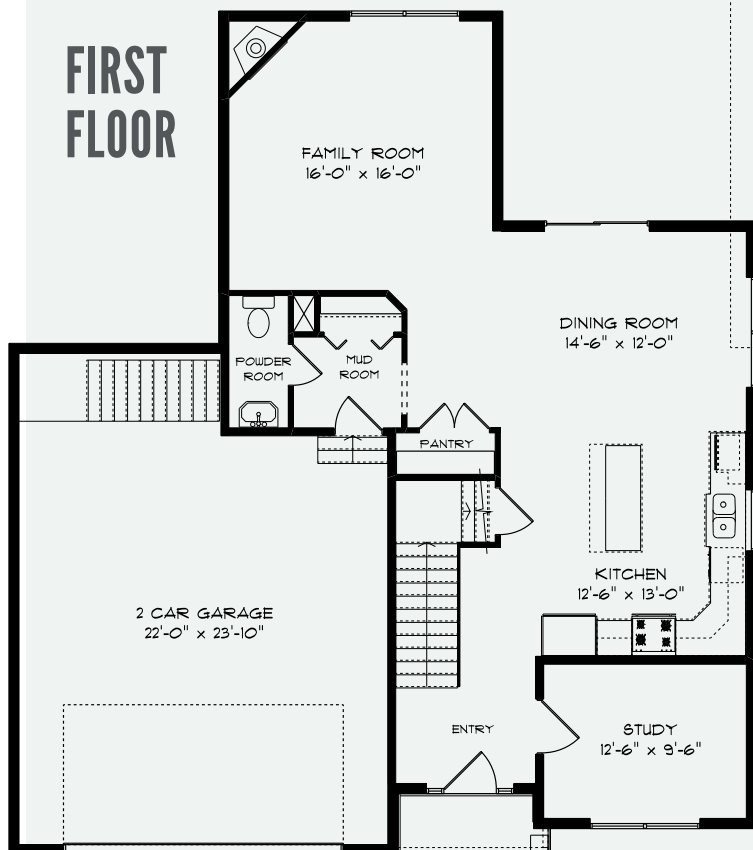 FIRST
FLOOR
FAMILY ROOM
16'-0" x 16'-0"
DINING ROOM
14'-6" x 12'-0"
POWDER
ROOM
MUD
ROOM
PANTRY
KITCHEN
12'-6" x 13'-0"
2 CAR GARAGE
22'-0" x 23'-10"
ENTRY
STUDY
12'-6" x 9'-6"